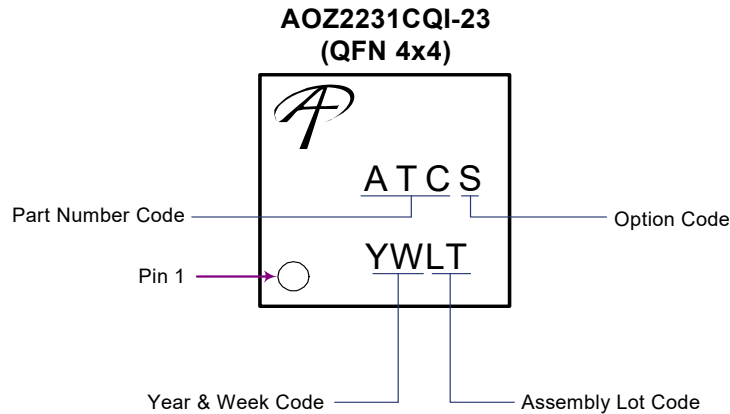 AOZ2231CQI-23
(QFN 4x4)
ATCS
Part Number Code
Option Code
YWLT
Pin 1
Year & Week Code
Assembly Lot Code